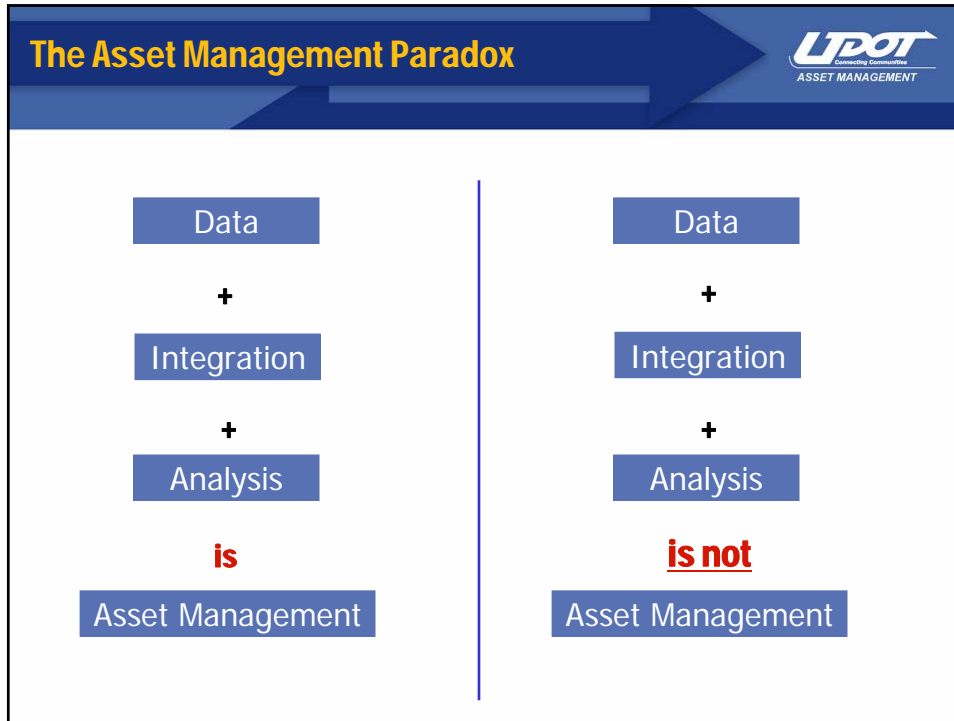 The Asset Management Paradox
UDOT
Connecting Communities
ASSET MANAGEMENT
Data
+
Integration
+
Analysis
is
Asset Management
Data
+
Integration
+
Analysis
is not
Asset Management